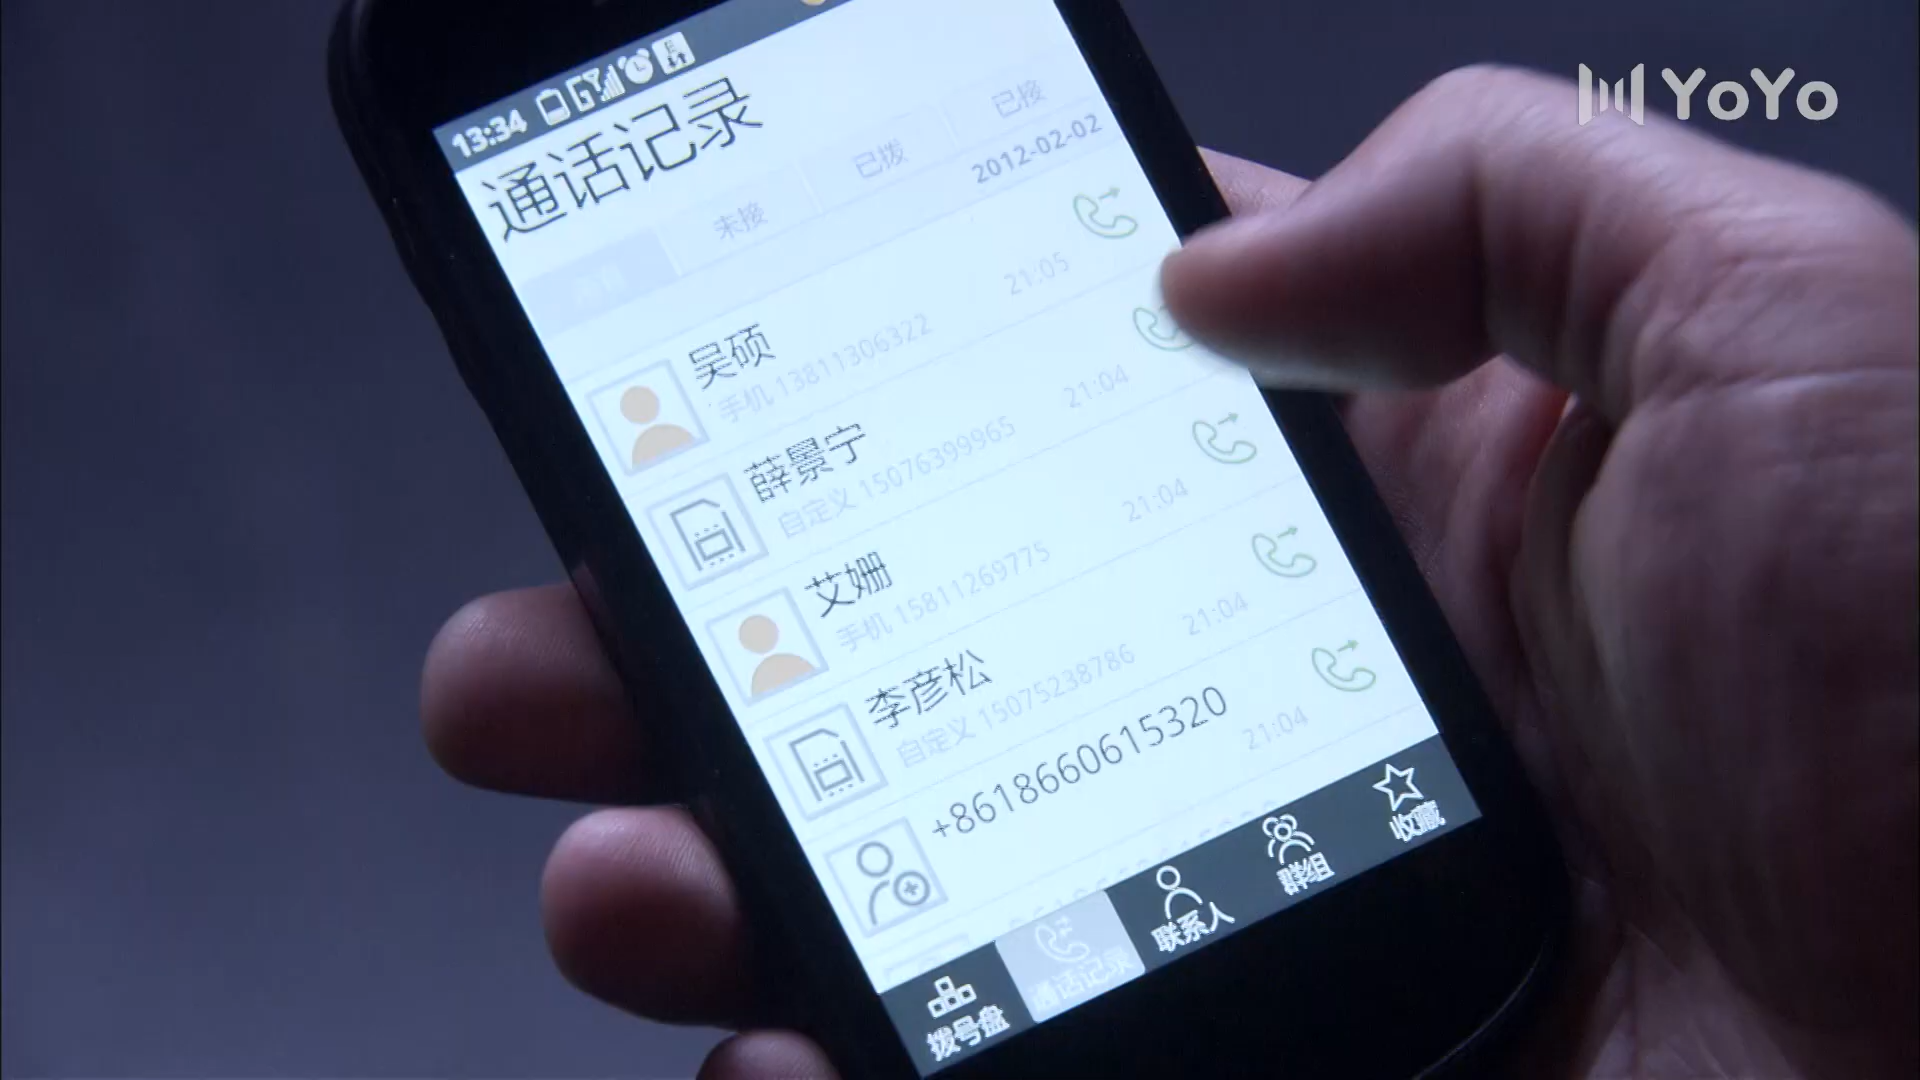 YOYO
13:34
通话记录
未接
已拨
已接
2012-02-02
吴硕
手机 13811306322
21:05
薛景宁
自定义 15076399965
21:04
艾姗
手机 15811269775
21:04
李彦松
自定义 15075238786
21:04
+8618660615320
21:04
拨号盘
通话记录
联系人
群组
收藏